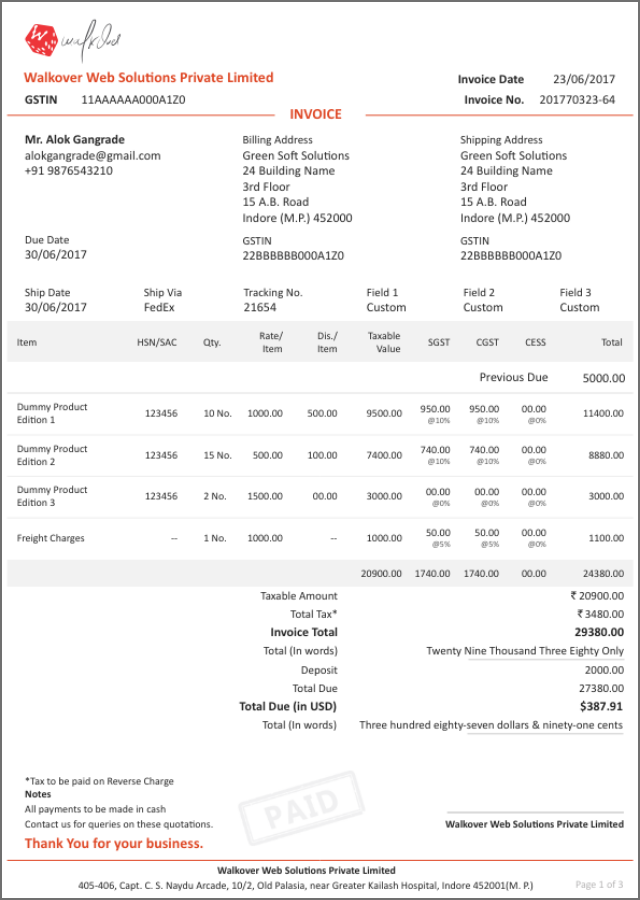 Walkover Web Solutions Private Limited
Invoice Date 23/06/2017
GSTIN 11AAAAAA000A1Z0
Invoice No. 201770323-64
INVOICE
Mr. Alok Gangrade
alokgangrade@gmail.com
+91 9876543210
Billing Address
Green Soft Solutions
24 Building Name
3rd Floor
15 A.B. Road
Indore (M.P.) 452000
Shipping Address
Green Soft Solutions
24 Building Name
3rd Floor
15 A.B. Road
Indore (M.P.) 452000
Due Date
30/06/2017
GSTIN
22BBBBBB000A1Z0
GSTIN
22BBBBBB000A1Z0
Ship Date Ship Via Tracking No. Field 1 Field 2 Field 3
30/06/2017 FedEx 21654 Custom Custom Custom
Item HSN/SAC Qty. Rate/ Item Dis./ Item Taxable Value SGST CGST CESS Total
Previous Due 5000.00
Dummy Product Edition 1 123456 10 No. 1000.00 500.00 9500.00 950.00 @10% 950.00 @10% 00.00 @0% 11400.00
Dummy Product Edition 2 123456 15 No. 500.00 100.00 7400.00 740.00 @10% 740.00 @10% 00.00 @0% 8880.00
Dummy Product Edition 3 123456 2 No. 1500.00 00.00 3000.00 00.00 @0% 00.00 @0% 00.00 @0% 3000.00
Freight Charges -- 1 No. 1000.00 -- 1000.00 50.00 @5% 50.00 @5% 00.00 @0% 1100.00
20900.00 1740.00 1740.00 00.00 24380.00
Taxable Amount ₹ 20900.00
Total Tax* ₹ 3480.00
Invoice Total 29380.00
Total (In words) Twenty Nine Thousand Three Eighty Only
Deposit 2000.00
Total Due 27380.00
Total Due (in USD) $387.91
Total (In words) Three hundred eighty-seven dollars & ninety-one cents
*Tax to be paid on Reverse Charge
Notes
All payments to be made in cash
Contact us for queries on these quotations.
Thank You for your business.
PAID
Walkover Web Solutions Private Limited
Walkover Web Solutions Private Limited
405-406, Capt. C. S. Naydu Arcade, 10/2, Old Palasia, near Greater Kailash Hospital, Indore 452001(M. P.)
Page 1 of 3